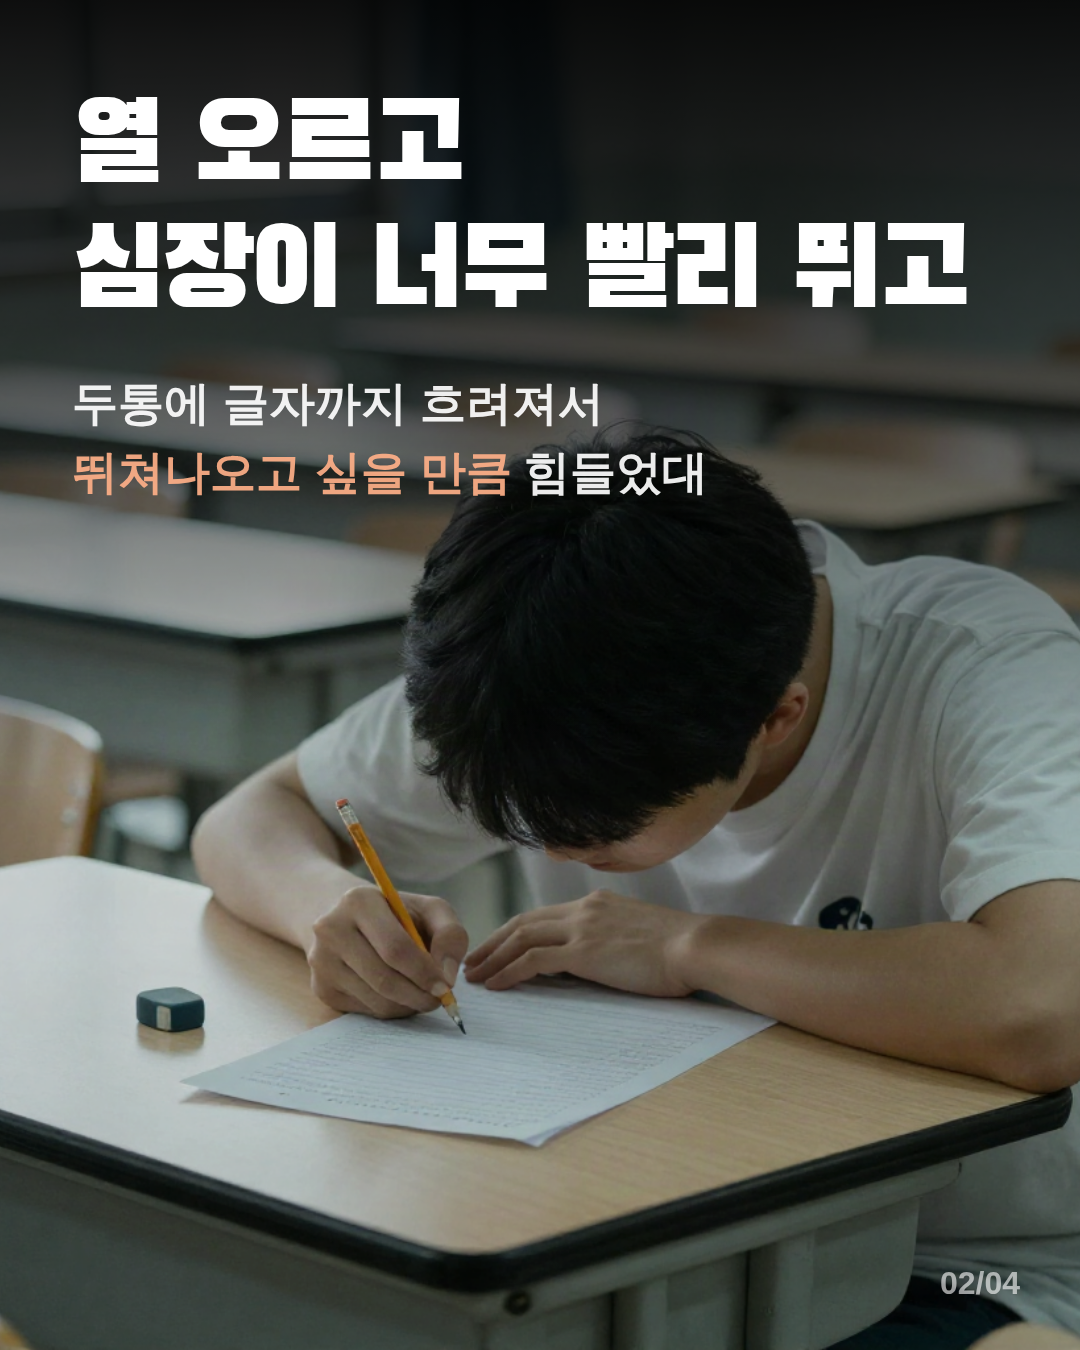 열 오르고
심장이 너무 빨리 뛰고
두통에 글자까지 흐려져서
뛰쳐나오고 싶을 만큼 힘들었대
02/04